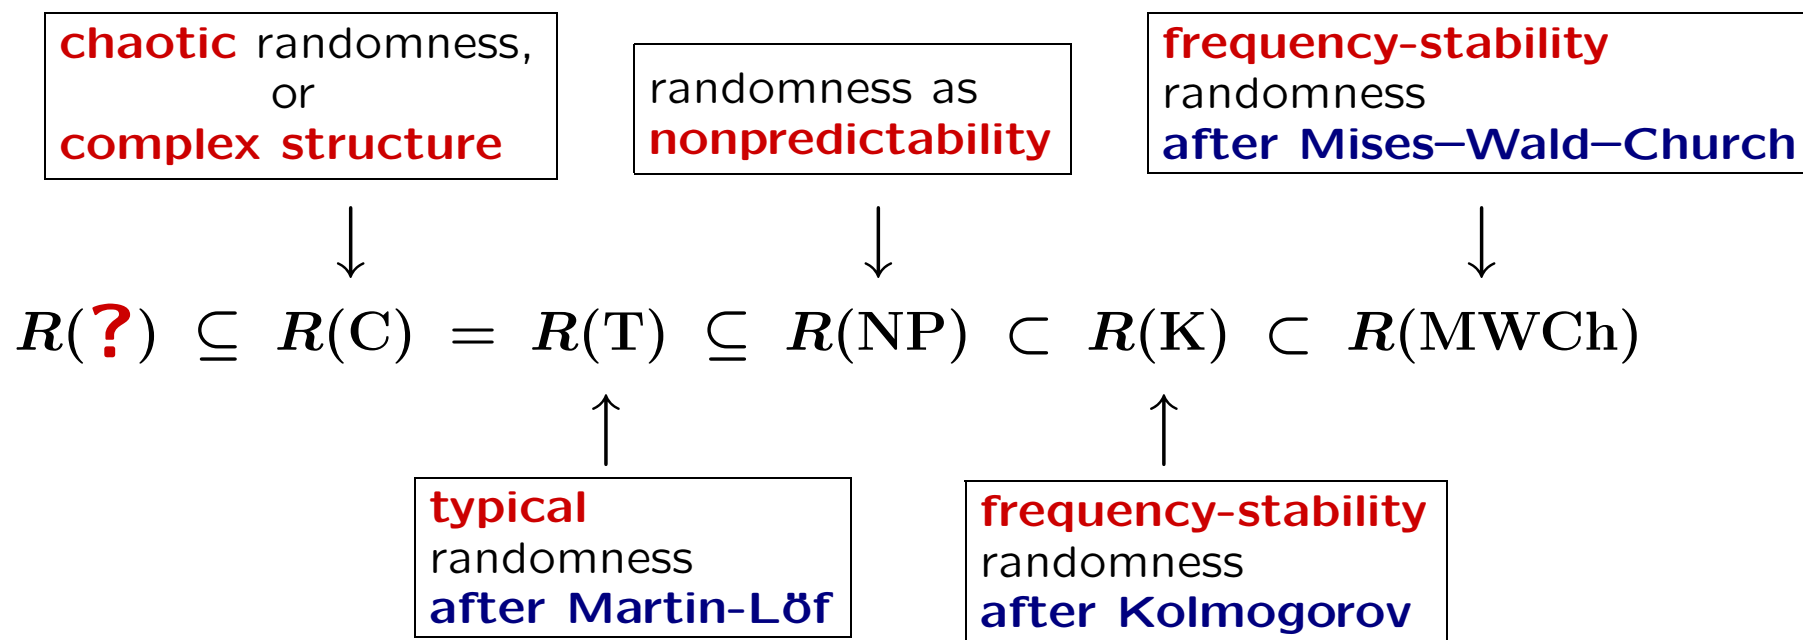 chaotic randomness,
or
complex structure
randomness as
nonpredictability
frequency-stability
randomness
after Mises–Wald–Church
↓ ↓ ↓
R(?) ⊆ R(C) = R(T) ⊆ R(NP) ⊂ R(K) ⊂ R(MWCh)
↑ ↑
typical
randomness
after Martin-Löf
frequency-stability
randomness
after Kolmogorov